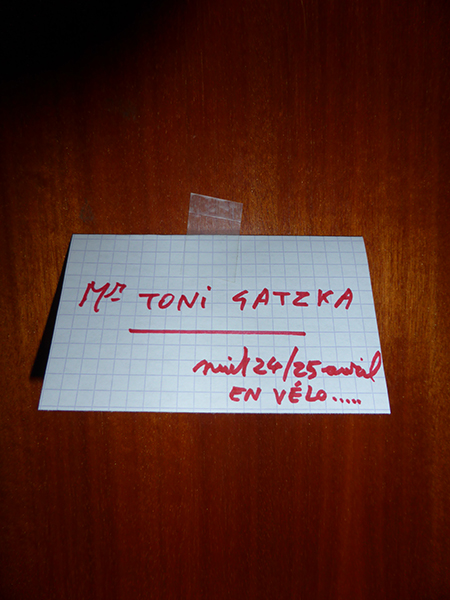 Mr TONi GATZKA
nuit 24/25 avril
EN VÉLO.....